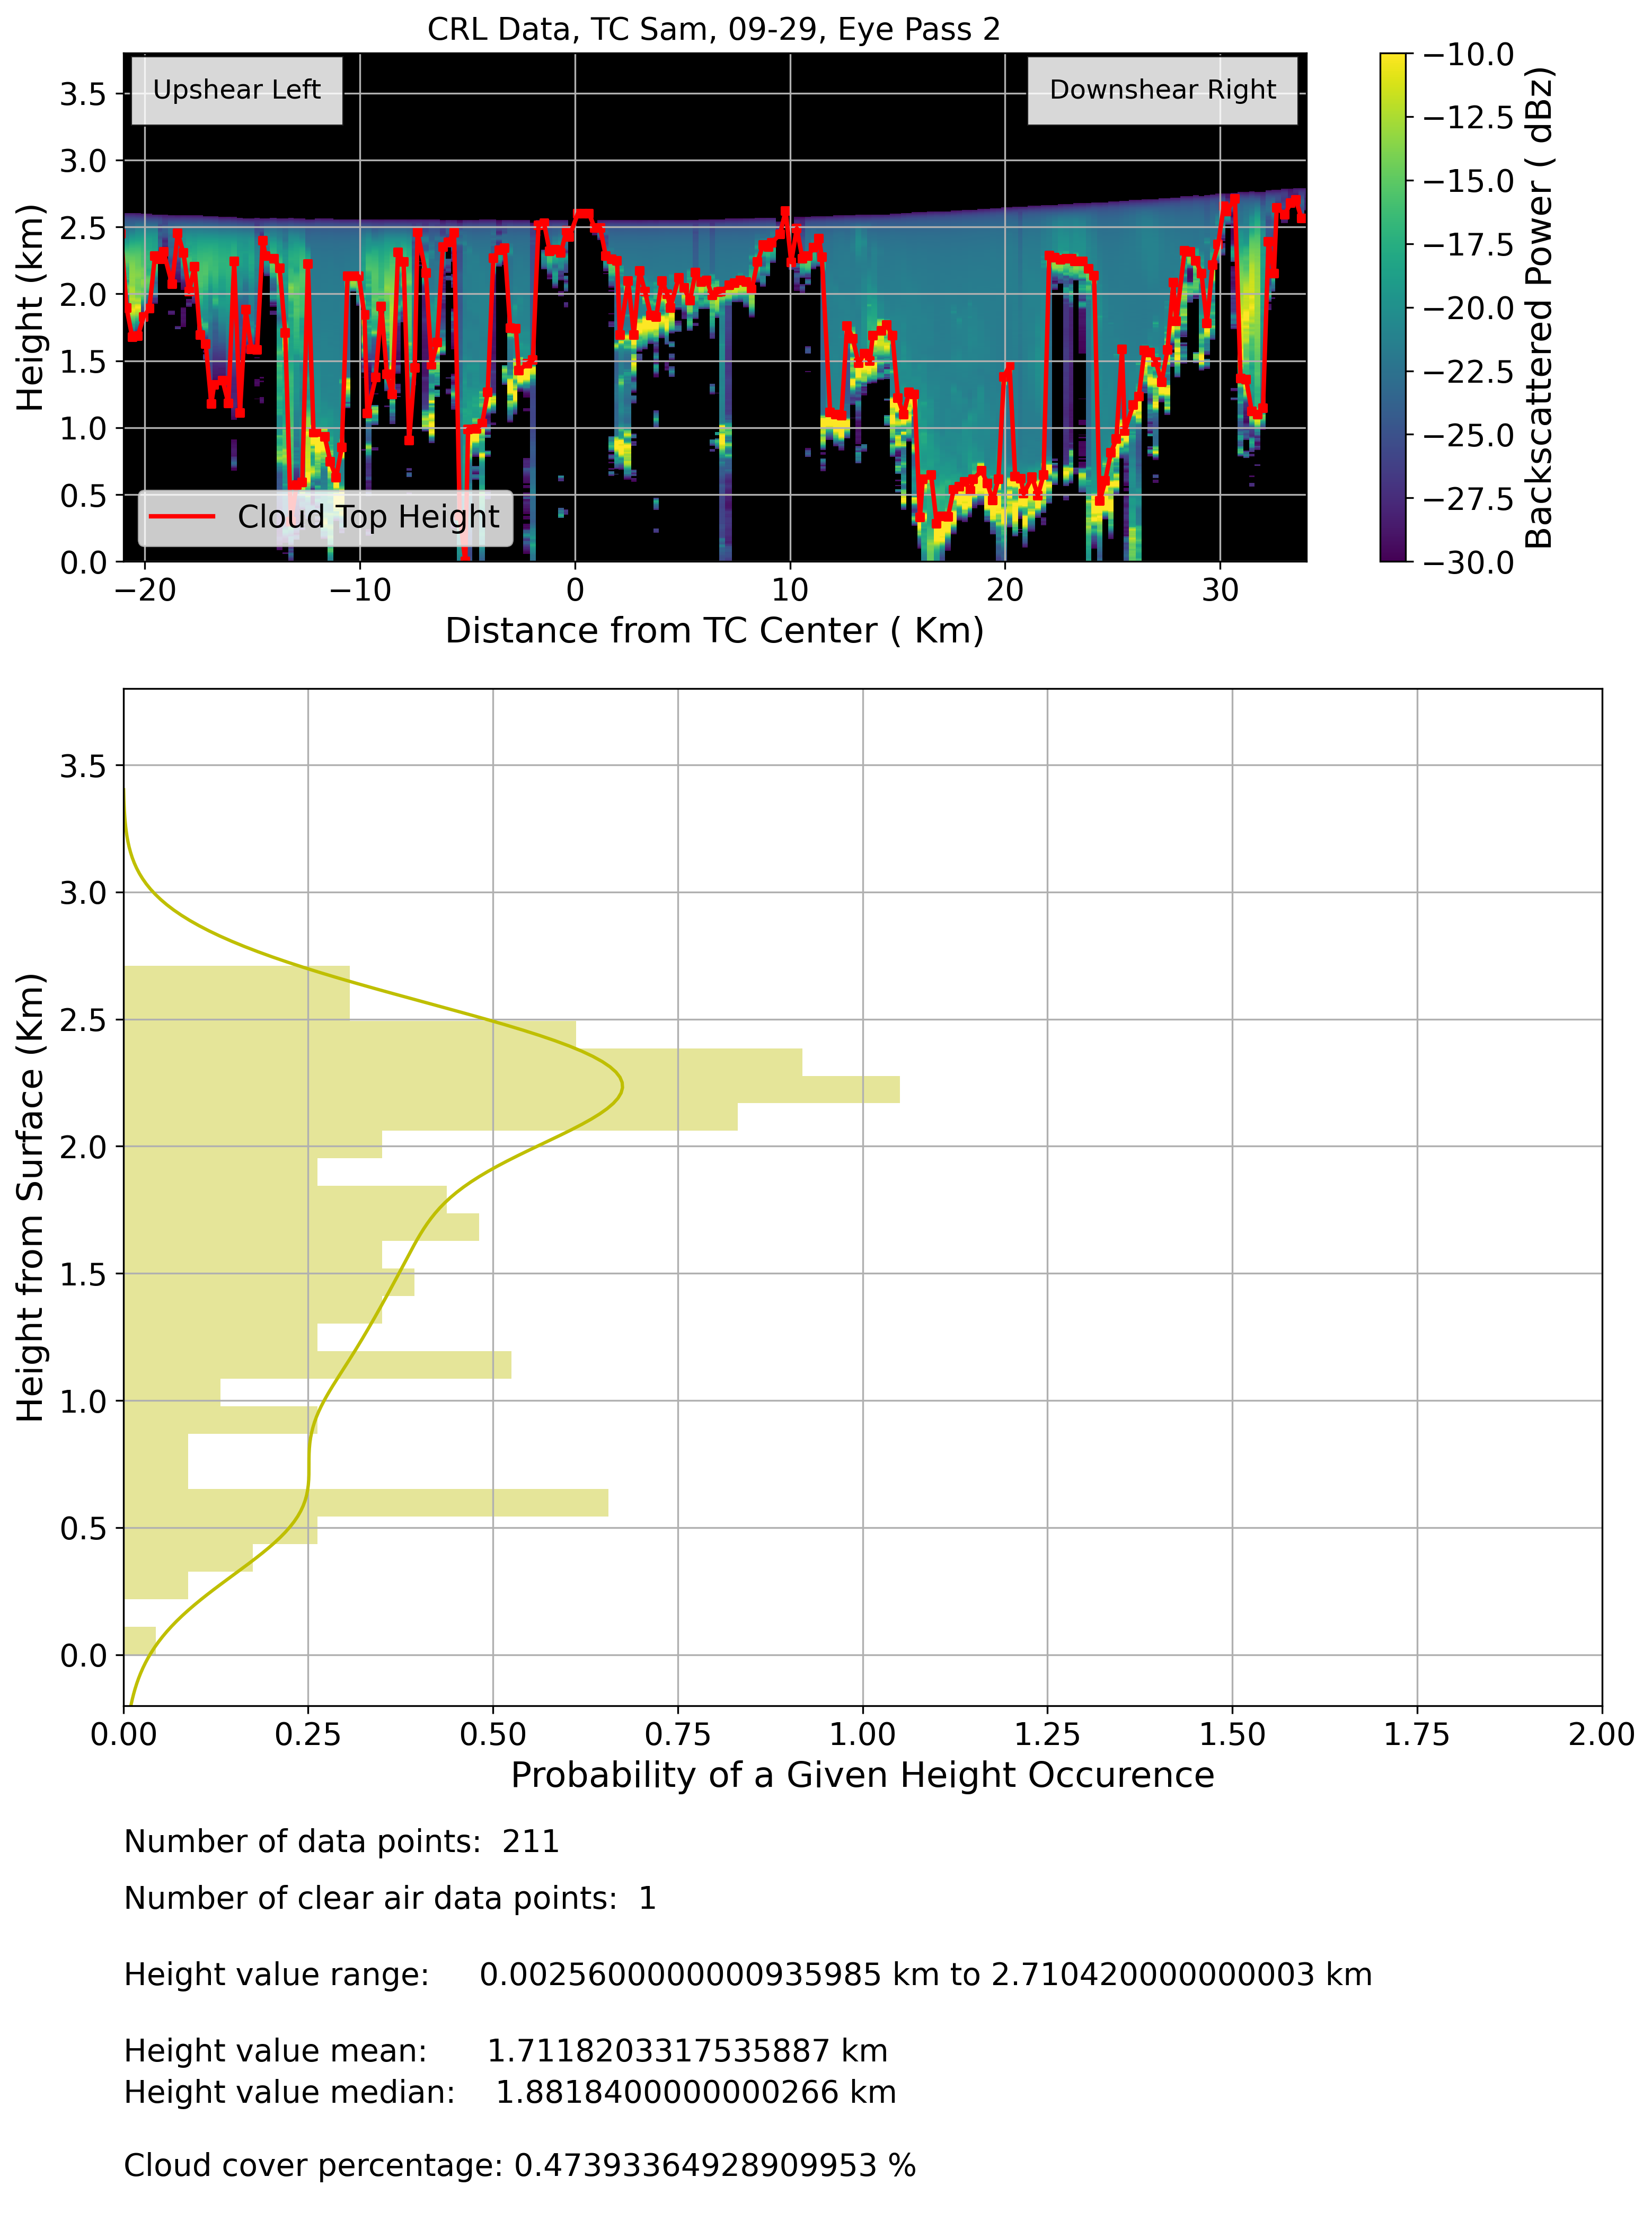 CRL Data, TC Sam, 09-29, Eye Pass 2
Upshear Left
Downshear Right
Height (km)
3.5
3.0
2.5
2.0
1.5
1.0
0.5
0.0
Cloud Top Height
−20
−10
0
10
20
30
Distance from TC Center ( Km)
−10.0
−12.5
−15.0
−17.5
−20.0
−22.5
−25.0
−27.5
−30.0
Backscattered Power ( dBz)
Height from Surface (Km)
3.5
3.0
2.5
2.0
1.5
1.0
0.5
0.0
0.00
0.25
0.50
0.75
1.00
1.25
1.50
1.75
2.00
Probability of a Given Height Occurence
Number of data points: 211
Number of clear air data points: 1
Height value range: 0.0025600000000935985 km to 2.710420000000003 km
Height value mean: 1.7118203317535887 km
Height value median: 1.8818400000000266 km
Cloud cover percentage: 0.47393364928909953 %